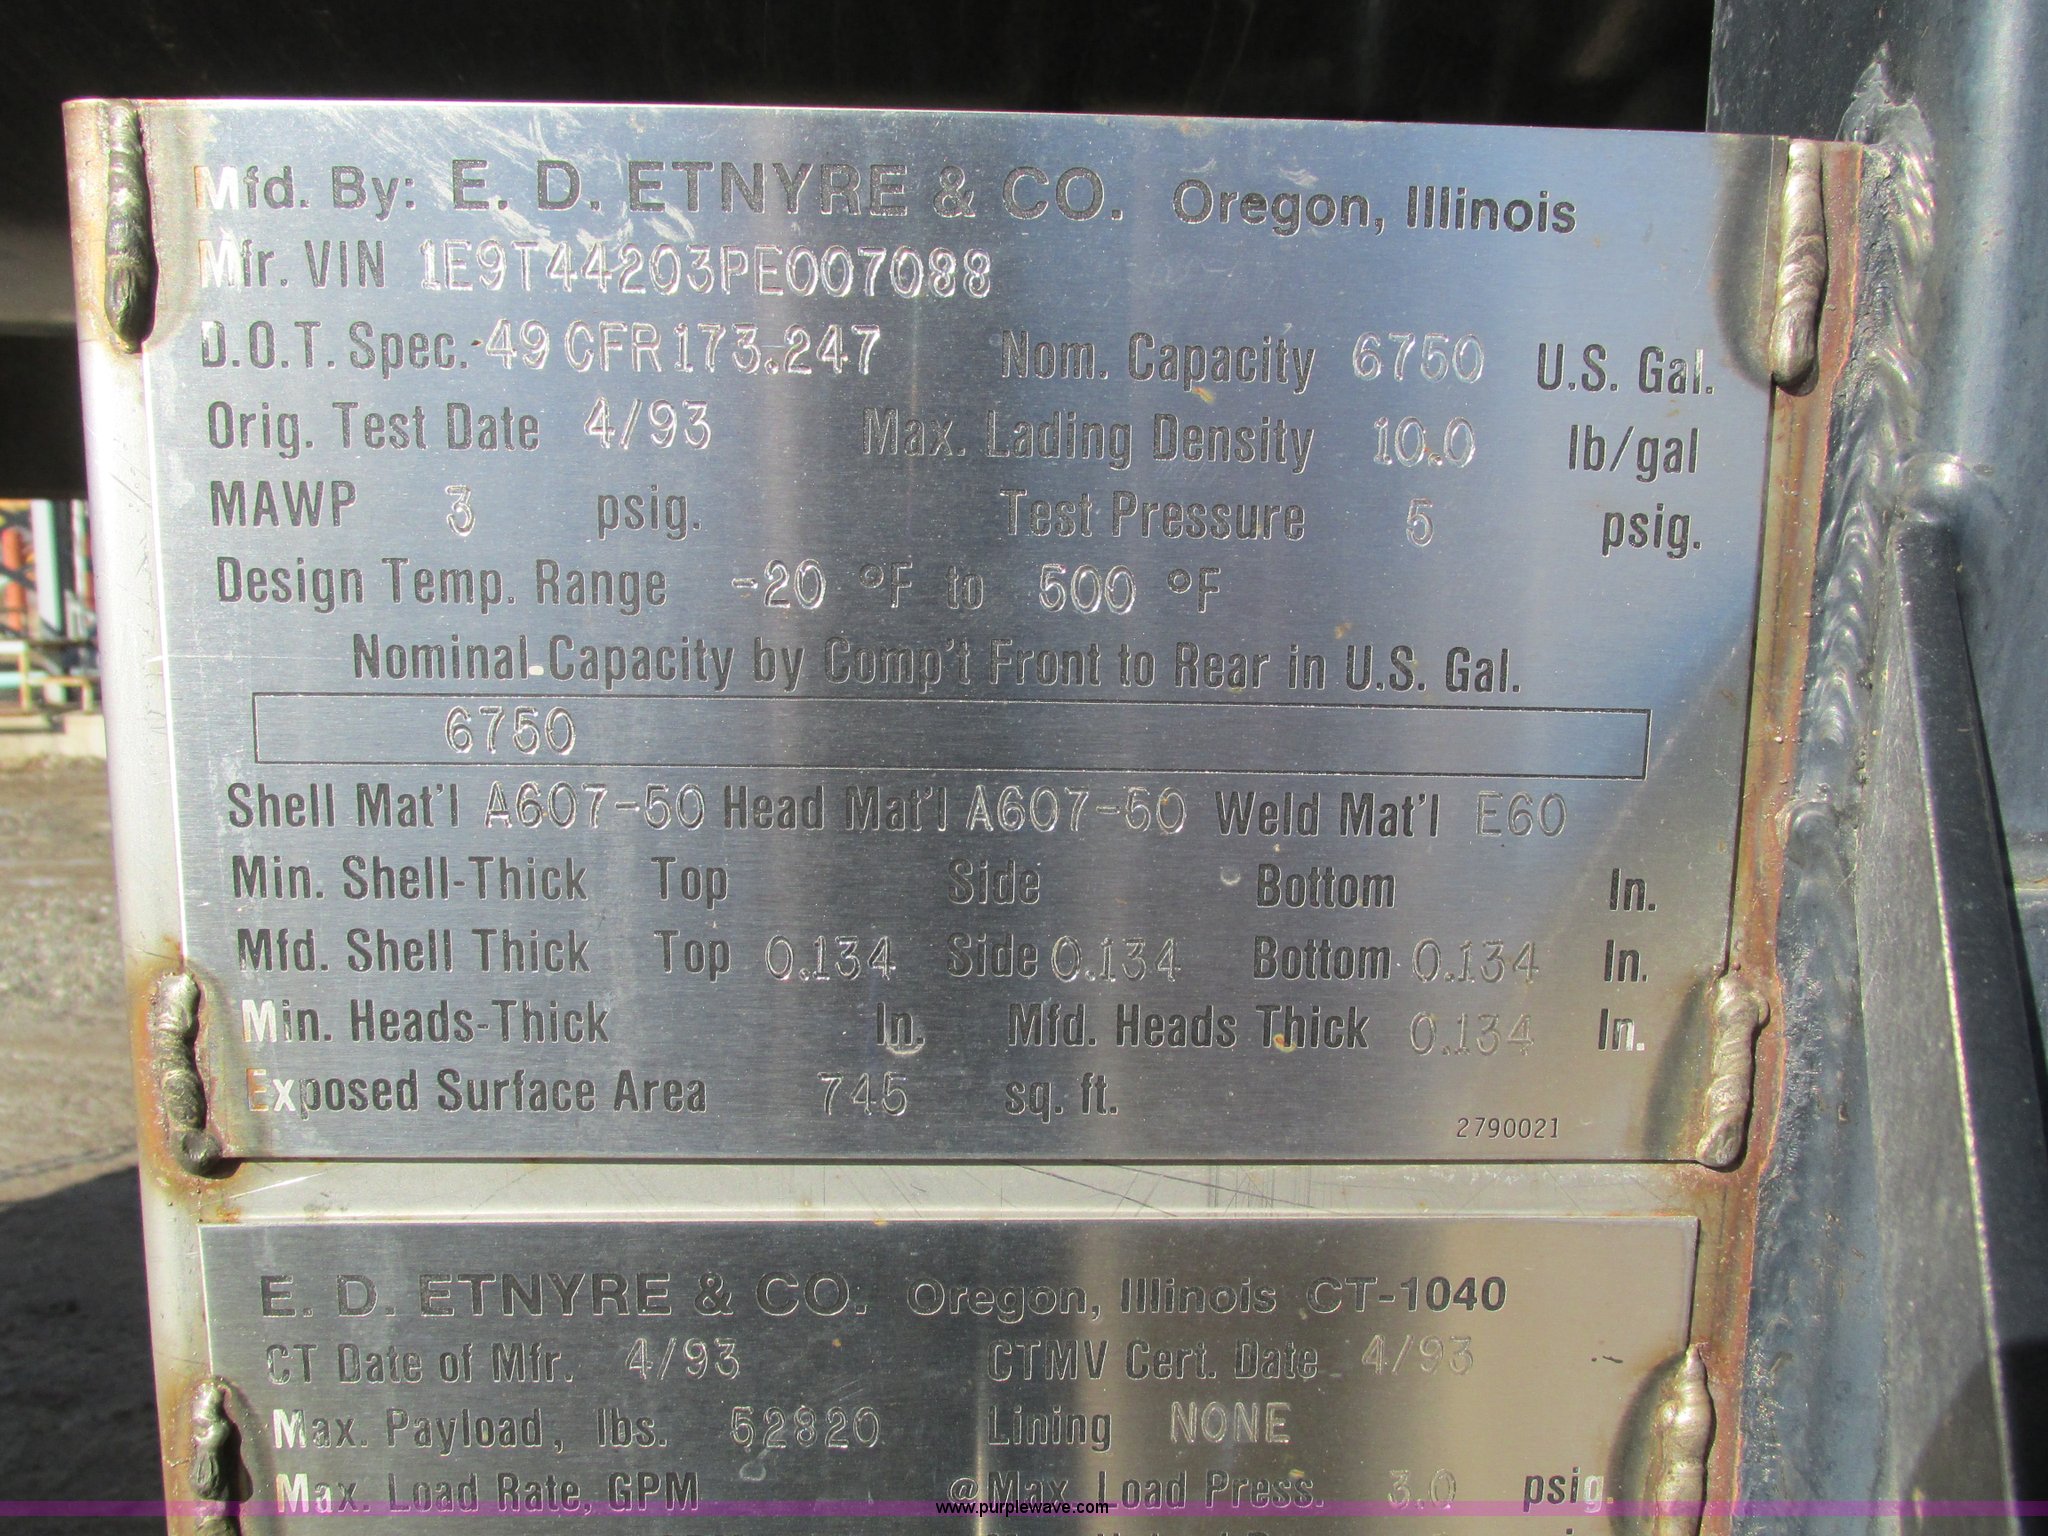 Mfd. By: E. D. ETNYRE & CO. Oregon, Illinois
Mfr. VIN 1E9T44203PE007088
D.O.T. Spec. 49 CFR173.247 Nom. Capacity 6750 U.S. Gal.
Orig. Test Date 4/93 Max. Lading Density 10.0 lb/gal
MAWP 3 psig. Test Pressure 5 psig.
Design Temp. Range -20 °F to 500 °F
Nominal Capacity by Comp't Front to Rear in U.S. Gal.
6750
Shell Mat'l A607-50 Head Mat'l A607-50 Weld Mat'l E60
Min. Shell-Thick Top Side Bottom In.
Mfd. Shell Thick Top 0.134 Side 0.134 Bottom 0.134 In.
Min. Heads-Thick In. Mfd. Heads Thick 0.134 In.
Exposed Surface Area 745 sq. ft.
2790021
E. D. ETNYRE & CO. Oregon, Illinois CT-1040
CT Date of Mfr. 4/93 CTMV Cert. Date 4/93
Max. Payload, lbs. 52820 Lining NONE
Max. Load Rate, GPM @ Max. Load Press. 3.0 psig.
www.purplewave.com